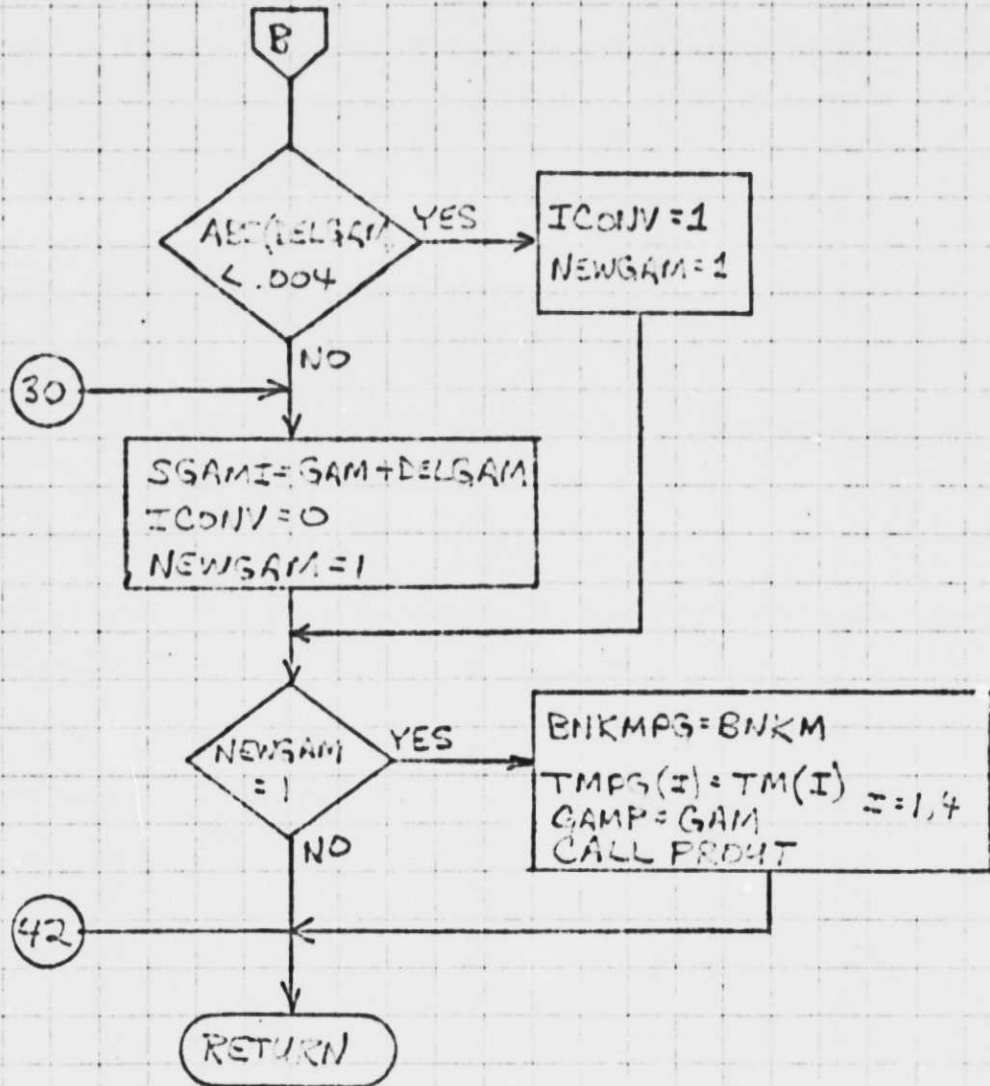 B
ABS(DELGAM)
< .004
YES
ICONV=1
NEWGAM=1
NO
30
SGAMI=GAM+DELGAM
ICONV=0
NEWGAM=1
NEWGAM
=1
YES
BNKMPG=BNKM
TMPG(I)=TM(I) I=1,4
GAMP=GAM
CALL PRO4T
NO
42
RETURN